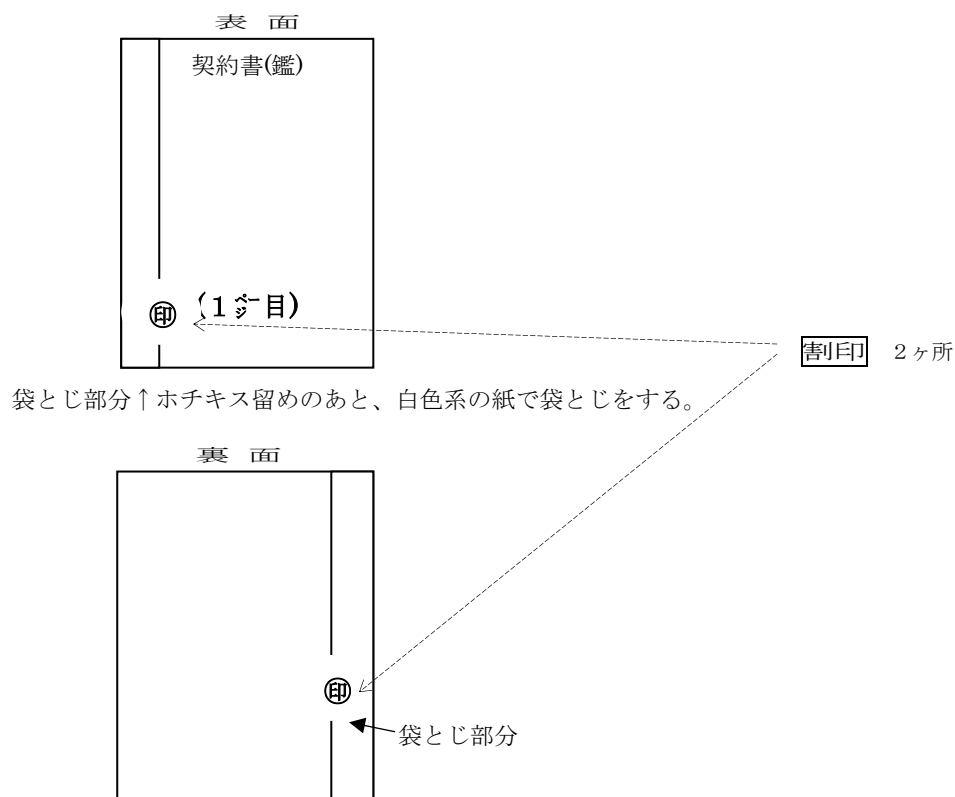 表 面
契約書(鑑)
㊞ (1㌻目)
割印 2ヶ所
袋とじ部分↑ホチキス留めのあと、白色系の紙で袋とじをする。
裏 面
㊞
袋とじ部分